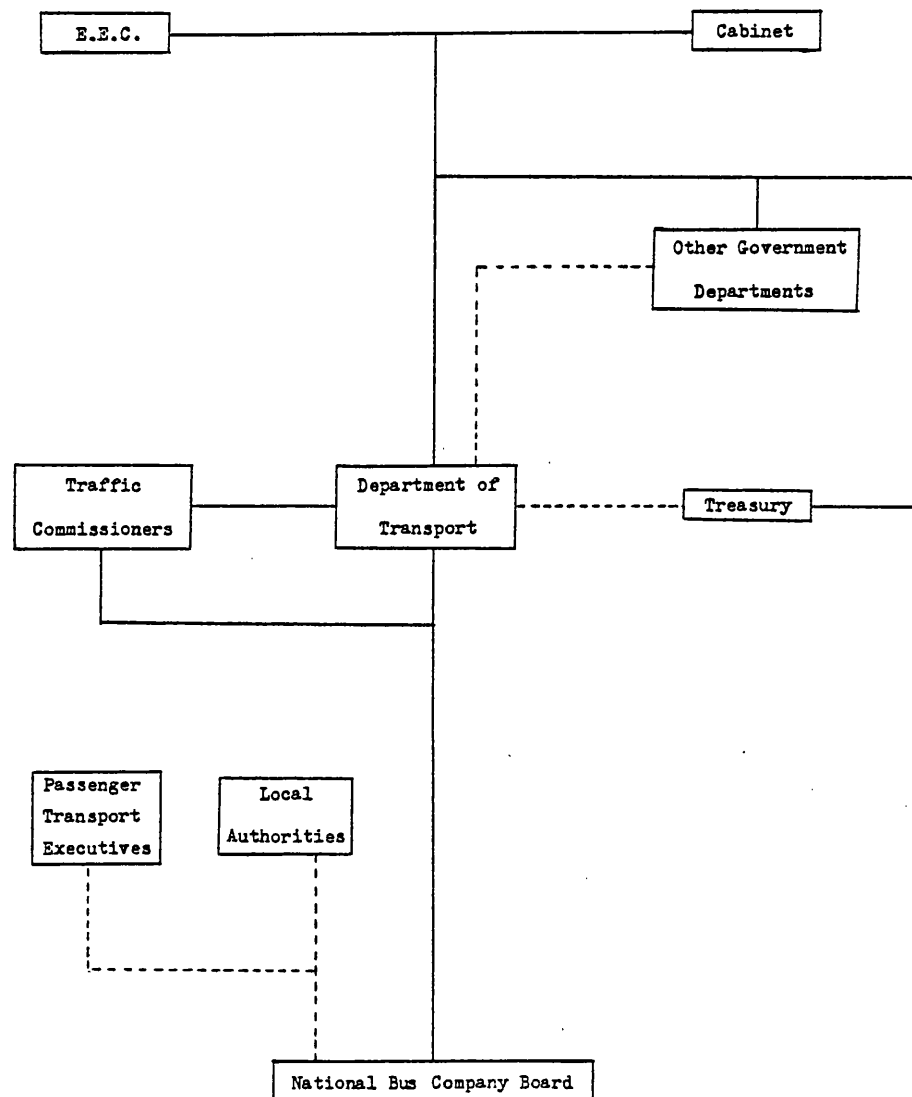 E.E.C.
Cabinet
Other Government
Departments
Traffic
Commissioners
Department of
Transport
Treasury
Passenger
Transport
Executives
Local
Authorities
National Bus Company Board